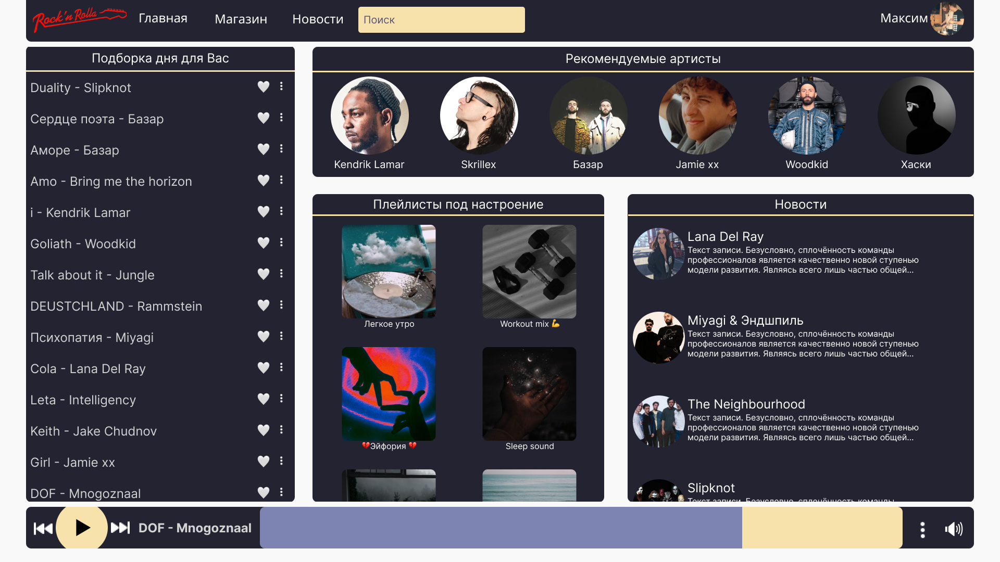 Rock'n Rolla
Главная
Магазин
Новости
Поиск
Максим
Подборка дня для Вас
Duality - Slipknot
Сердце поэта - Базар
Аморе - Базар
Amo - Bring me the horizon
i - Kendrik Lamar
Goliath - Woodkid
Talk about it - Jungle
DEUSTCHLAND - Rammstein
Психопатия - Miyagi
Cola - Lana Del Ray
Leta - Intelligency
Keith - Jake Chudnov
Girl - Jamie xx
DOF - Mnogoznaal
Рекомендуемые артисты
Kendrik Lamar
Skrillex
Базар
Jamie xx
Woodkid
Хаски
Плейлисты под настроение
Легкое утро
Workout mix 💪
💔Эйфория 💔
Sleep sound
Новости
Lana Del Ray
Текст записи. Безусловно, сплочённость команды
профессионалов является качественно новой ступенью
модели развития. Являясь всего лишь частью общей...
Miyagi & Эндшпиль
Текст записи. Безусловно, сплочённость команды
профессионалов является качественно новой ступенью
модели развития. Являясь всего лишь частью общей...
The Neighbourhood
Текст записи. Безусловно, сплочённость команды
профессионалов является качественно новой ступенью
модели развития. Являясь всего лишь частью общей...
Slipknot
Текст записи. Безусловно, сплочённость команды
DOF - Mnogoznaal